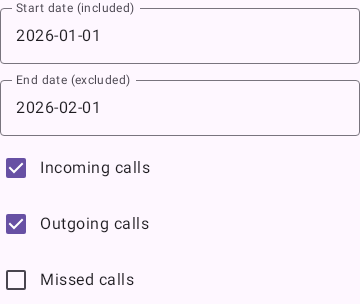 Start date (included)
2026-01-01
End date (excluded)
2026-02-01
Incoming calls
Outgoing calls
Missed calls